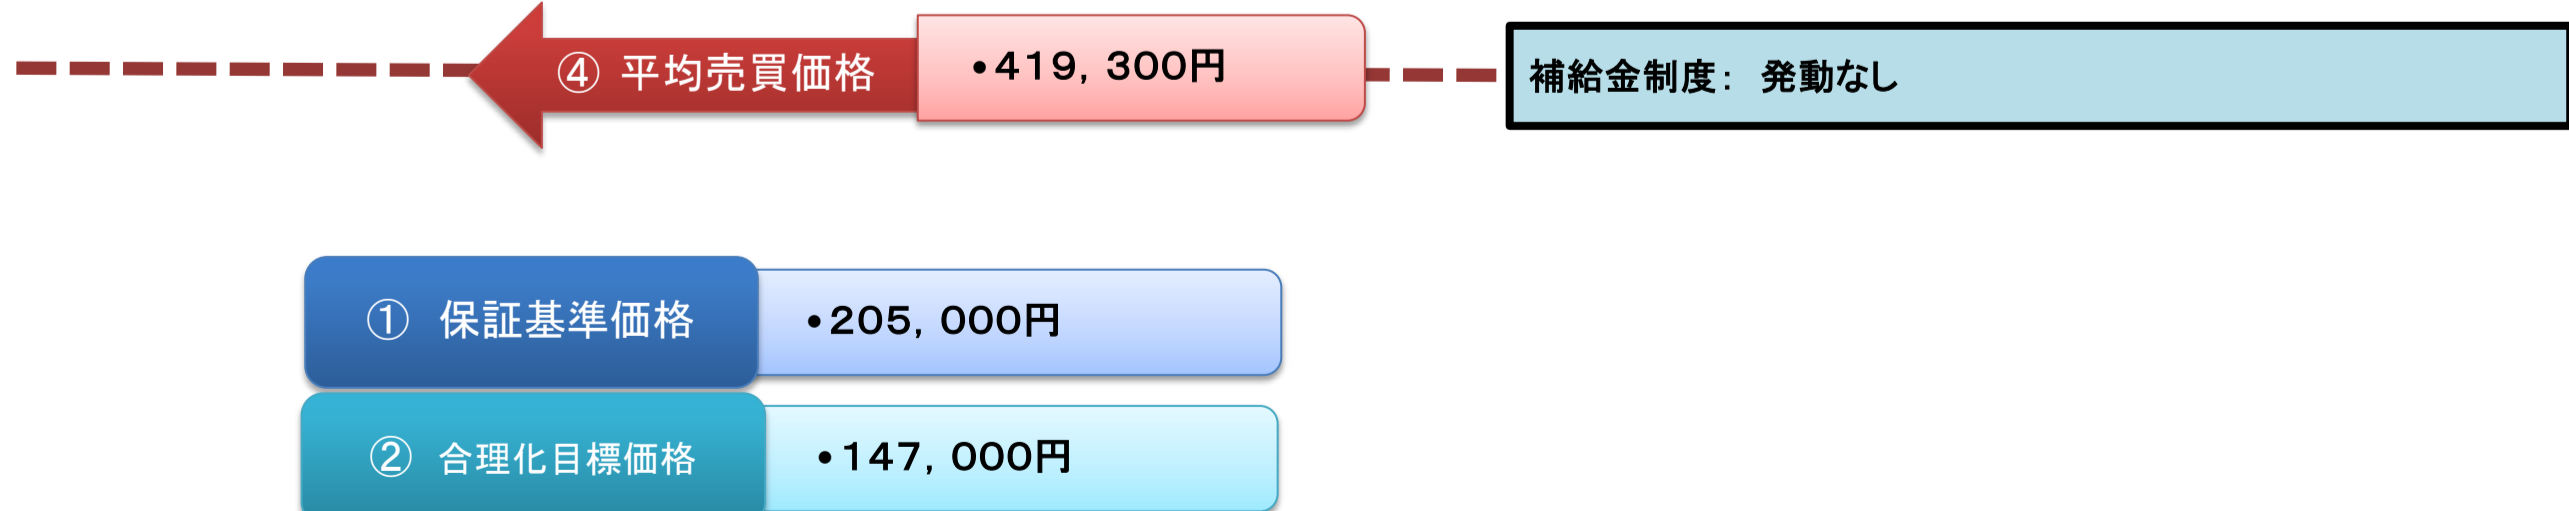 ④ 平均売買価格
•419，300円
補給金制度： 発動なし
① 保証基準価格
•205，000円
② 合理化目標価格
•147，000円